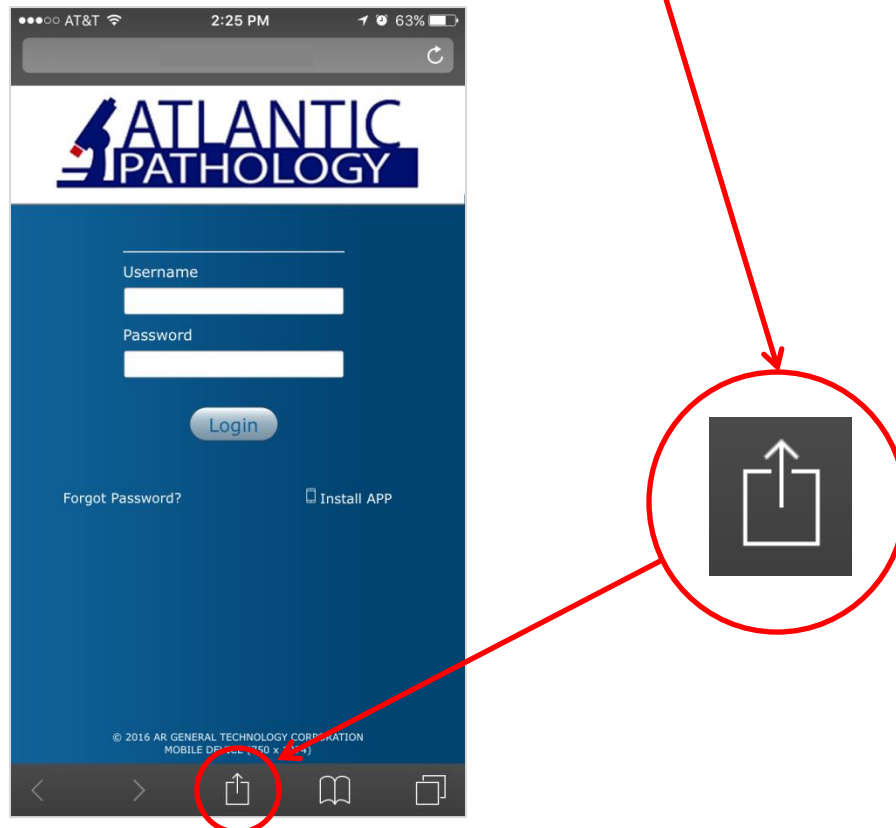 AT&T 2:25 PM 63%
ATLANTIC
PATHOLOGY
Username
Password
Login
Forgot Password? Install APP
© 2016 AR GENERAL TECHNOLOGY CORPORATION
MOBILE DEVICE (750 x